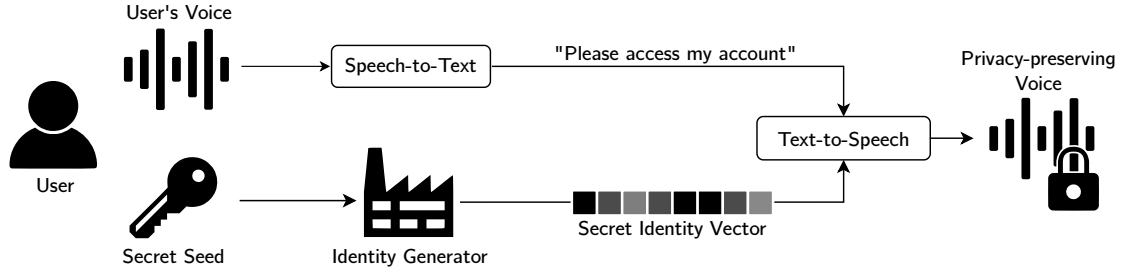 User's Voice
Speech-to-Text
"Please access my account"
Privacy-preserving
Voice
Text-to-Speech
User
Secret Seed
Identity Generator
Secret Identity Vector